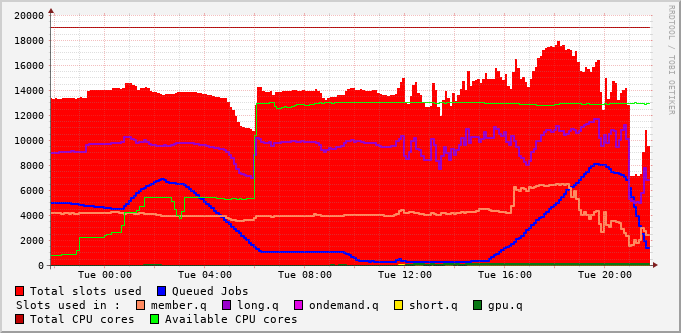 20000
18000
16000
14000
12000
10000
8000
6000
4000
2000
0
Tue 00:00 Tue 04:00 Tue 08:00 Tue 12:00 Tue 16:00 Tue 20:00
Total slots used Queued Jobs
Slots used in : member.q long.q ondemand.q short.q gpu.q
Total CPU cores Available CPU cores
RRDTOOL / TOBI OETIKER